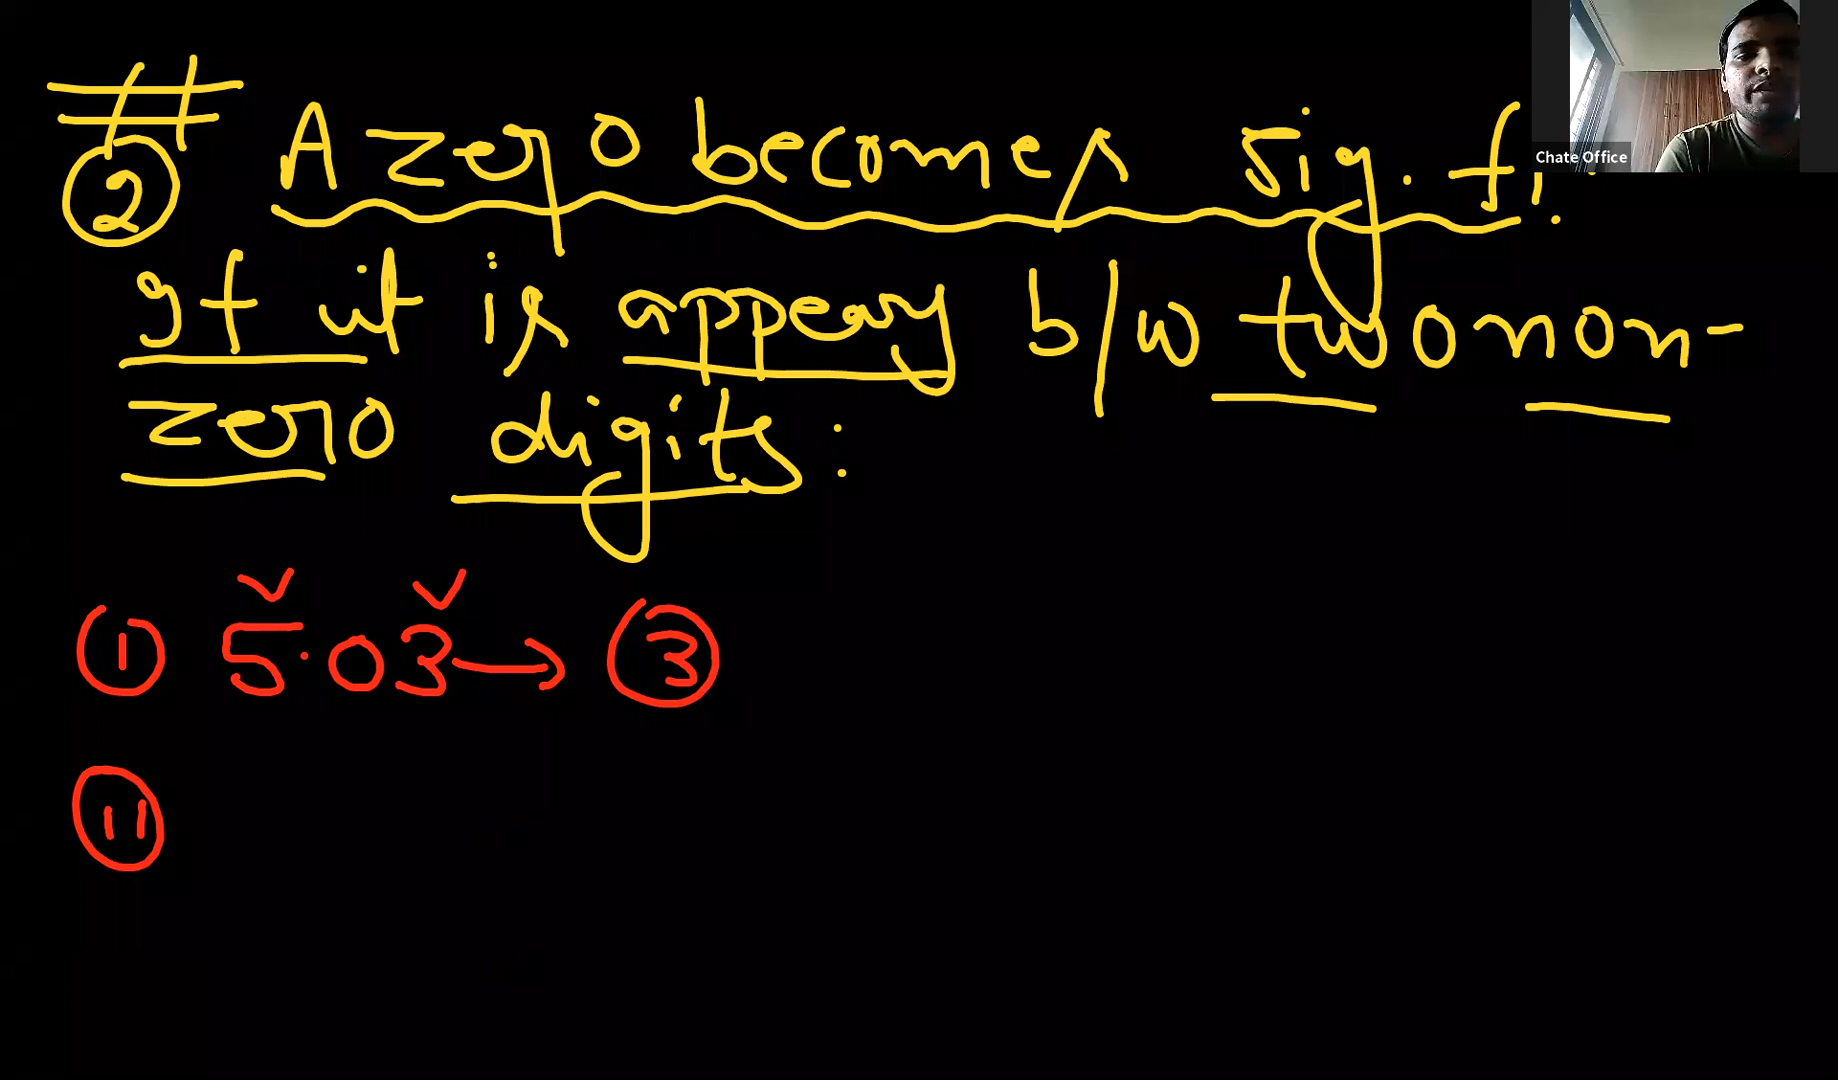 # A zero becomes sig. fi.
Chate Office
② If it is appears b/w two non-
zero digits:
① 5.03 → ③
⑪